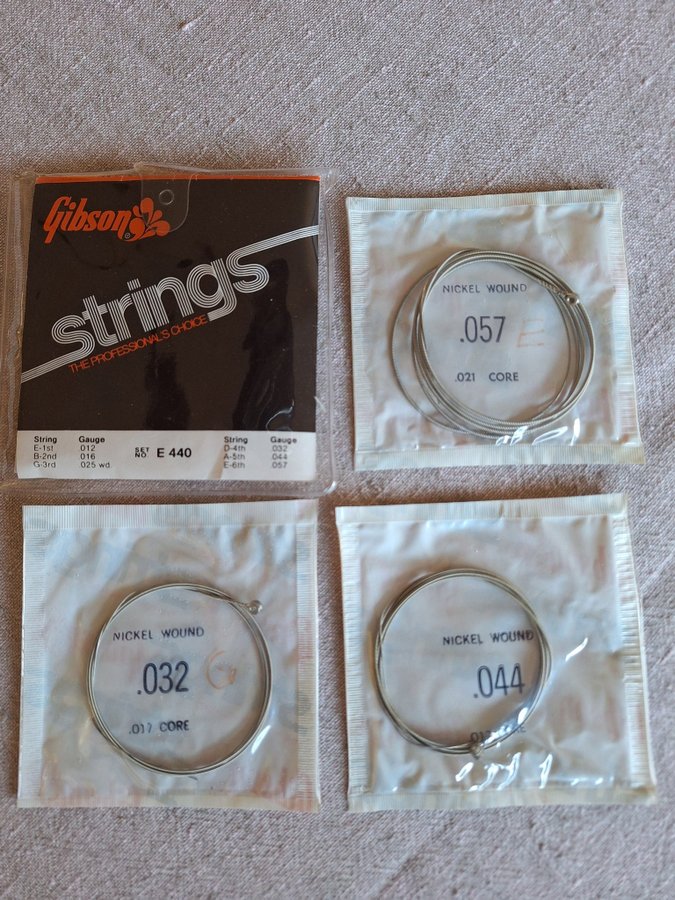 Gibson
®
strings
THE PROFESSIONAL'S CHOICE
String Gauge
E-1st .012
B-2nd .016
G-3rd .025 wd.
SET NO. E 440
String Gauge
D-4th .032
A-5th .044
E-6th .057
NICKEL WOUND
.057 E
.021 CORE
NICKEL WOUND
.032 G
.017 CORE
NICKEL WOUND
.044
CORE